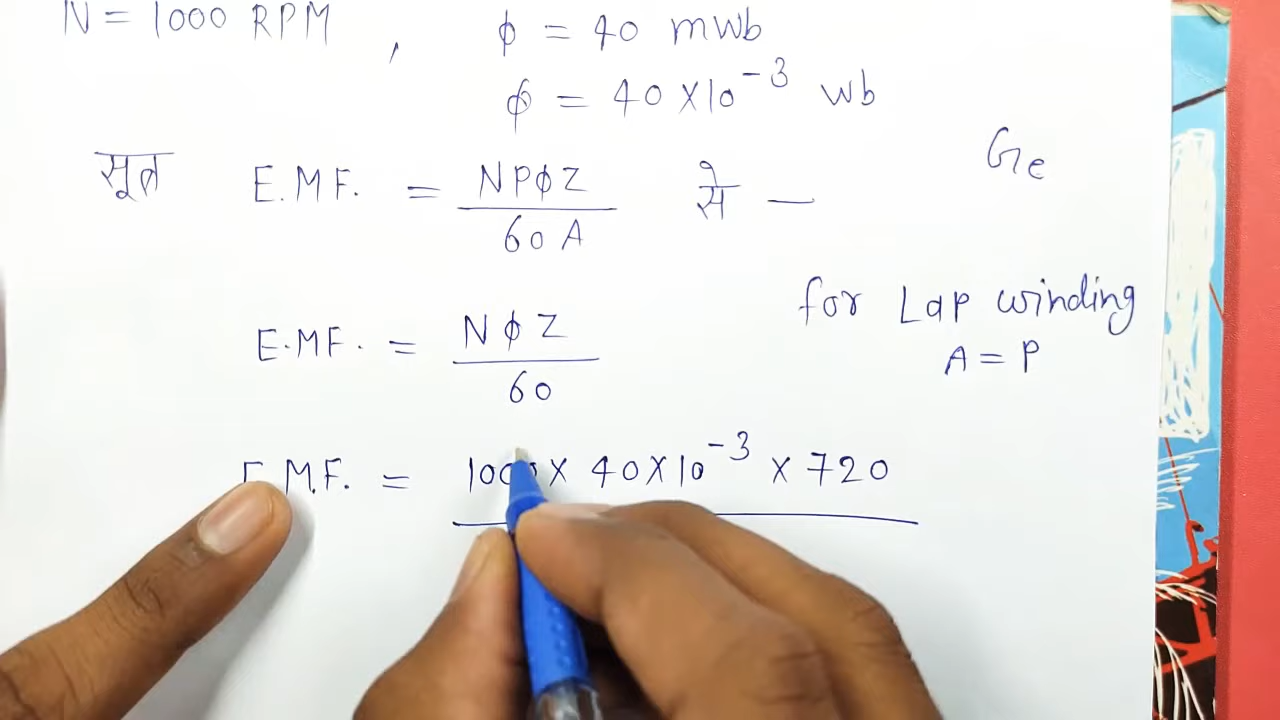 N = 1000 RPM , φ = 40 mwb
φ = 40 × 10⁻³ wb
Ge
सूत्र E.M.F. = NPφZ / 60 A से —
for Lap winding
A = P
E.M.F. = NφZ / 60
E.M.F. = 1000 × 40 × 10⁻³ × 720